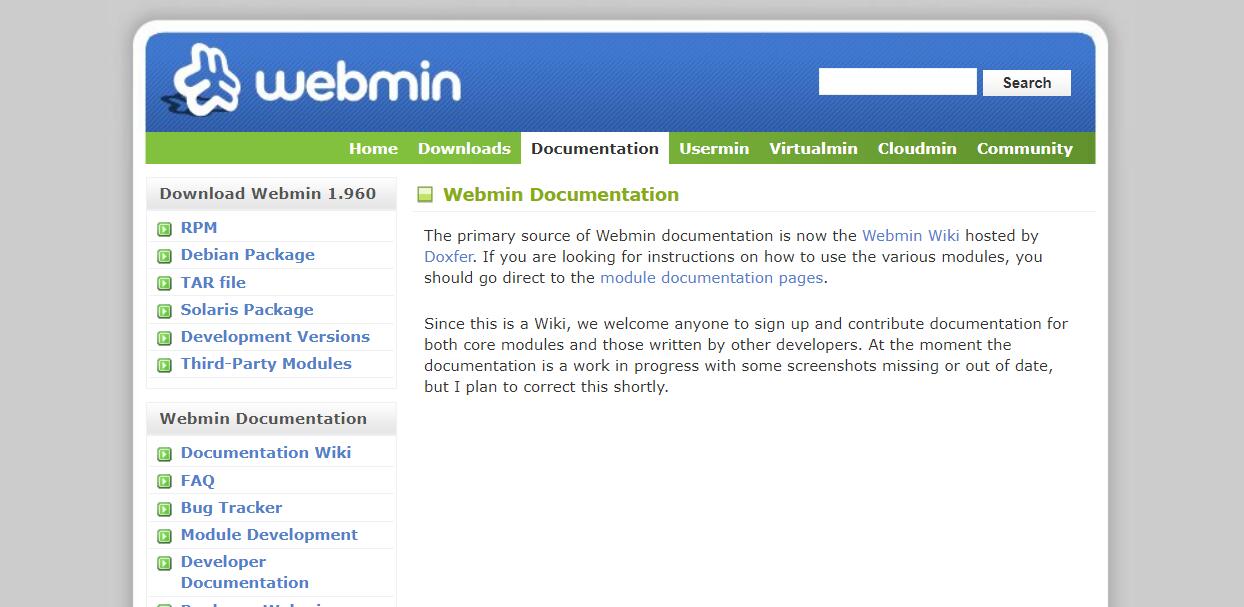 webmin
Search
Home Downloads Documentation Usermin Virtualmin Cloudmin Community
Download Webmin 1.960
RPM
Debian Package
TAR file
Solaris Package
Development Versions
Third-Party Modules
Webmin Documentation
Documentation Wiki
FAQ
Bug Tracker
Module Development
Developer
Documentation
Webmin Documentation
The primary source of Webmin documentation is now the Webmin Wiki hosted by
Doxfer. If you are looking for instructions on how to use the various modules, you
should go direct to the module documentation pages.
Since this is a Wiki, we welcome anyone to sign up and contribute documentation for
both core modules and those written by other developers. At the moment the
documentation is a work in progress with some screenshots missing or out of date,
but I plan to correct this shortly.